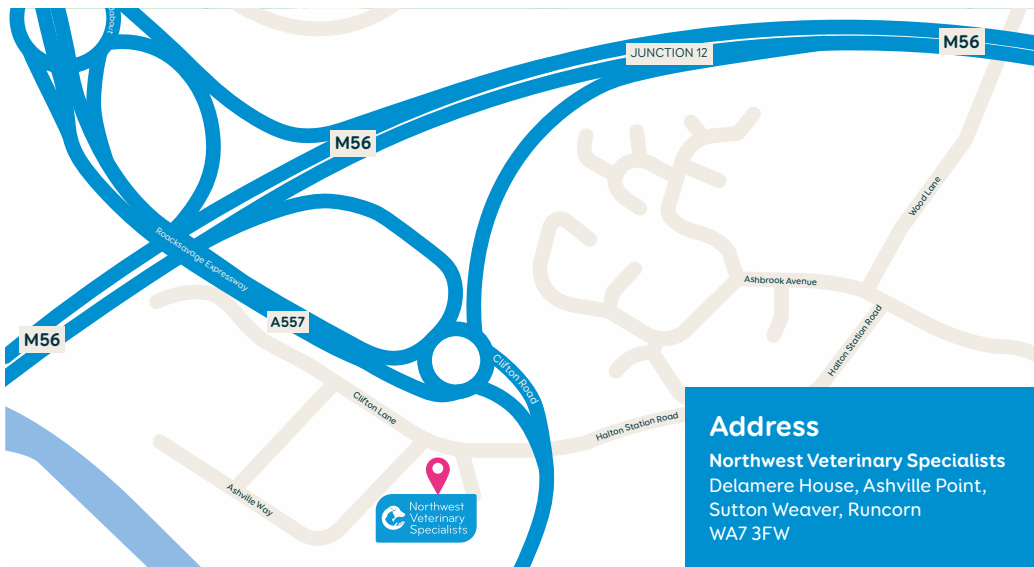 JUNCTION 12
M56
M56
Roacksavage Expressway
Wood Lane
Ashbrook Avenue
A557
M56
Halton Station Road
Clifton Road
Clifton Lane
Halton Station Road
Ashville Way
Northwest
Veterinary
Specialists
Address
Northwest Veterinary Specialists
Delamere House, Ashville Point,
Sutton Weaver, Runcorn
WA7 3FW